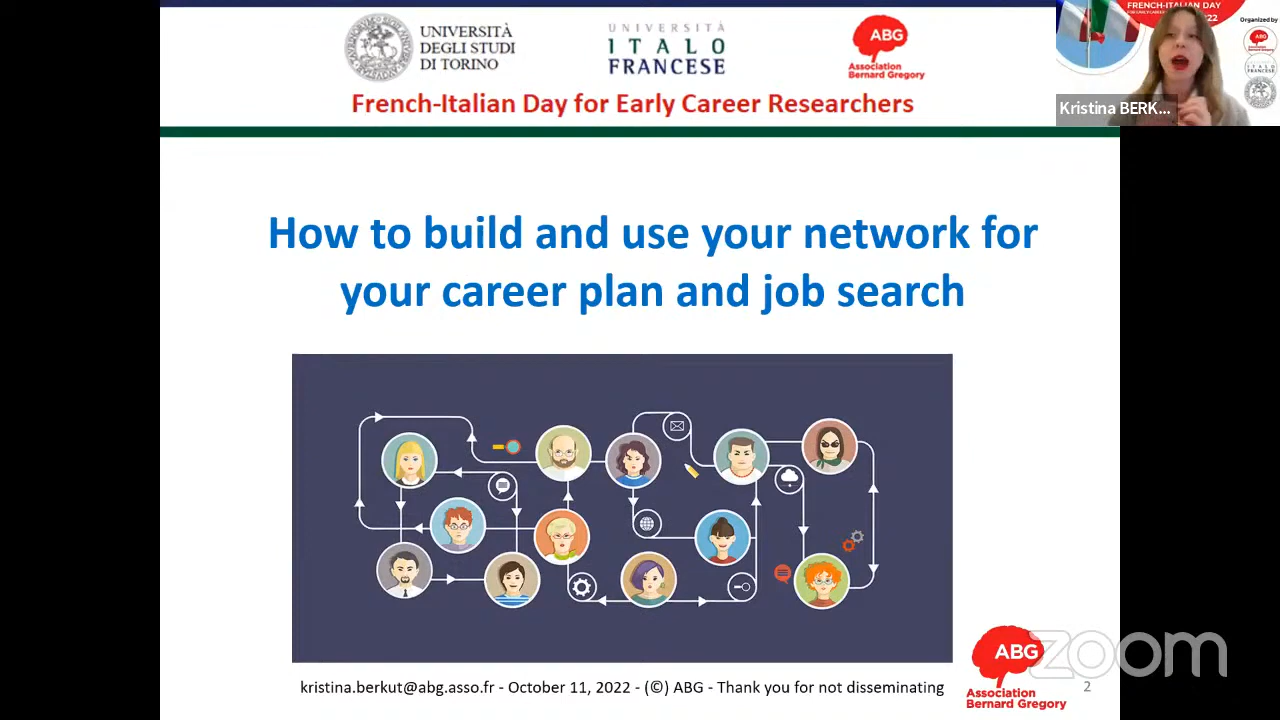 UNIVERSITÀ
DEGLI STUDI
DI TORINO
UNIVERSITÁ
ITALO
FRANCESE
ABG
Association
Bernard Gregory
French-Italian Day for Early Career Researchers
FRENCH-ITALIAN DAY
Organized by
Kristina BERK...
How to build and use your network for
your career plan and job search
kristina.berkut@abg.asso.fr - October 11, 2022 - (©) ABG - Thank you for not disseminating
ABG
Association
Bernard Gregory
zoom
2